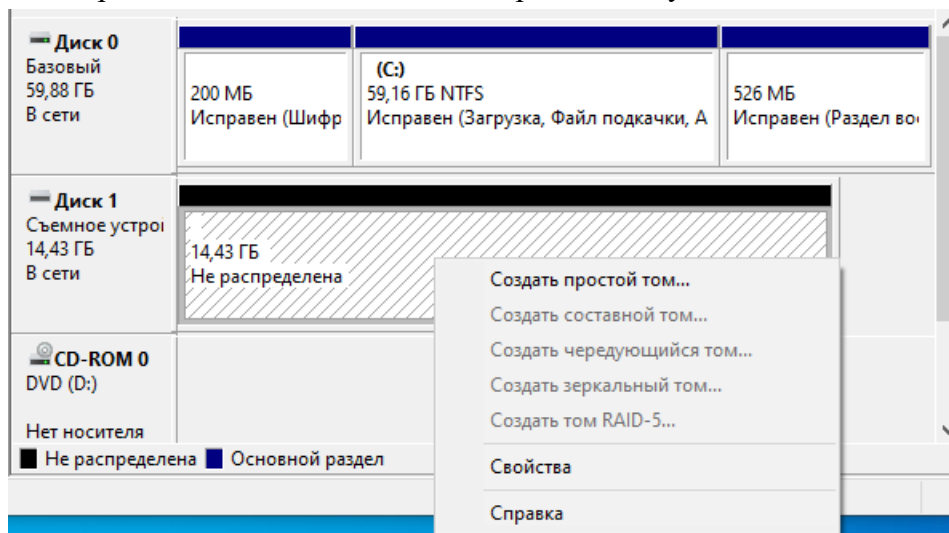 Диск 0
Базовый
59,88 ГБ
В сети
200 МБ
Исправен (Шифр
(C:)
59,16 ГБ NTFS
Исправен (Загрузка, Файл подкачки, А
526 МБ
Исправен (Раздел вос
Диск 1
Съемное устрой
14,43 ГБ
В сети
14,43 ГБ
Не распределена
CD-ROM 0
DVD (D:)
Нет носителя
Не распределена
Основной раздел
Создать простой том...
Создать составной том...
Создать чередующийся том...
Создать зеркальный том...
Создать том RAID-5...
Свойства
Справка